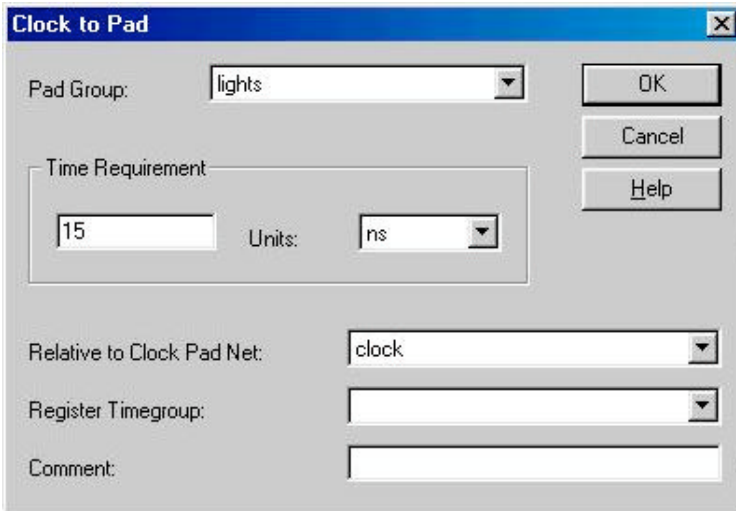 Clock to Pad
Pad Group: lights
OK
Cancel
Help
Time Requirement
15 Units: ns
Relative to Clock Pad Net: clock
Register Timegroup:
Comment: